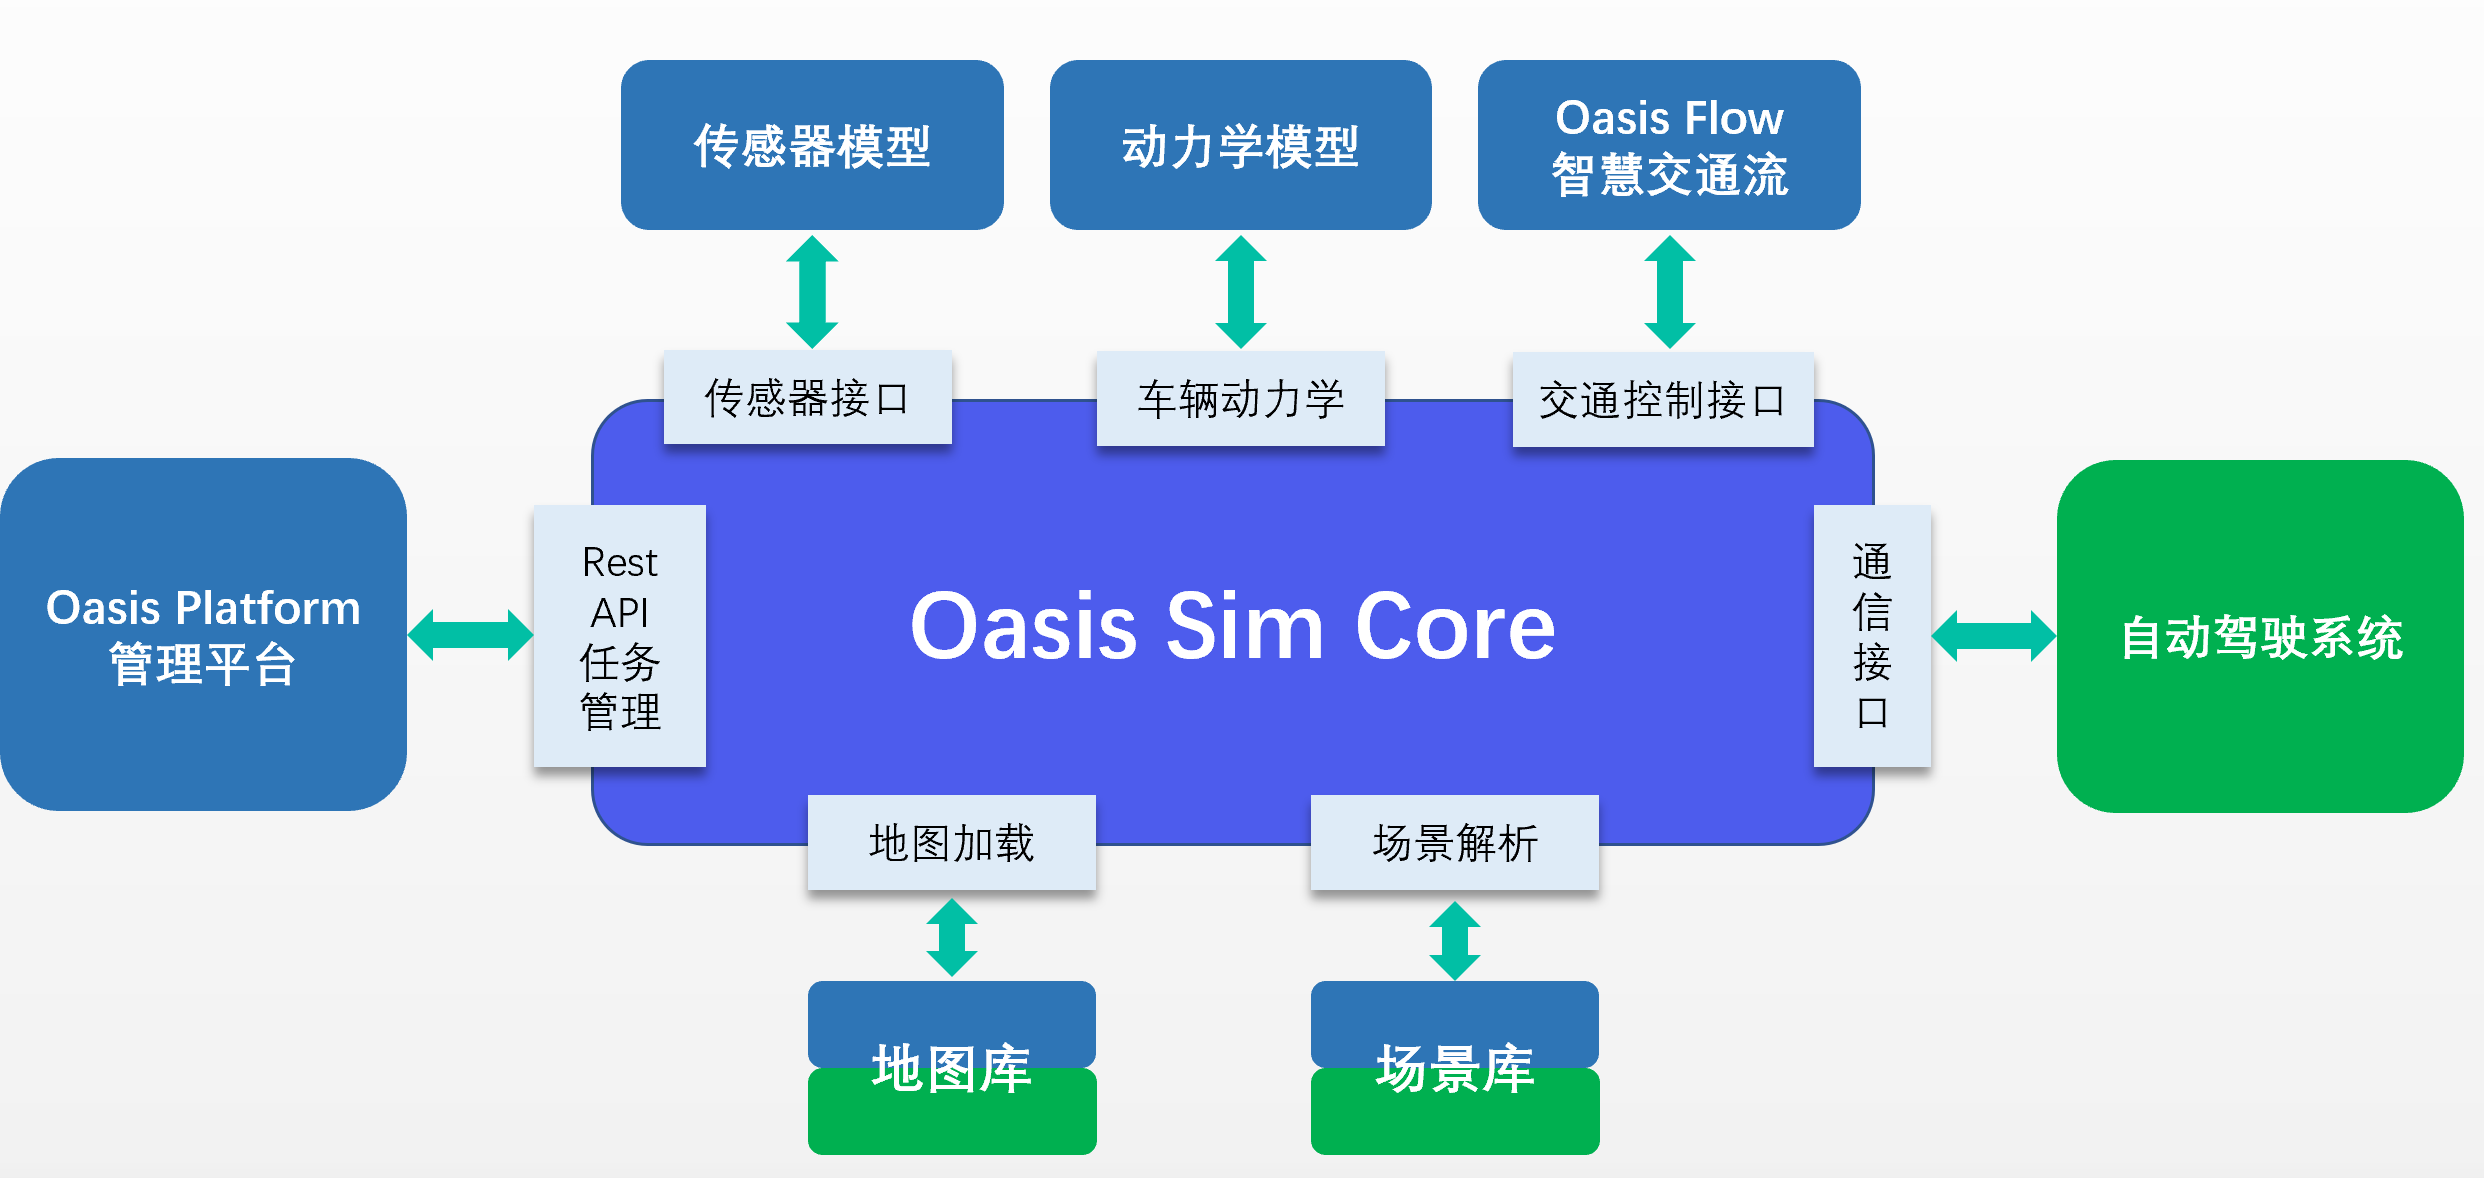 传感器模型
动力学模型
Oasis Flow
智慧交通流
传感器接口
车辆动力学
交通控制接口
Oasis Platform
管理平台
Rest
API
任务
管理
Oasis Sim Core
通
信
接
口
自动驾驶系统
地图加载
场景解析
地图库
场景库